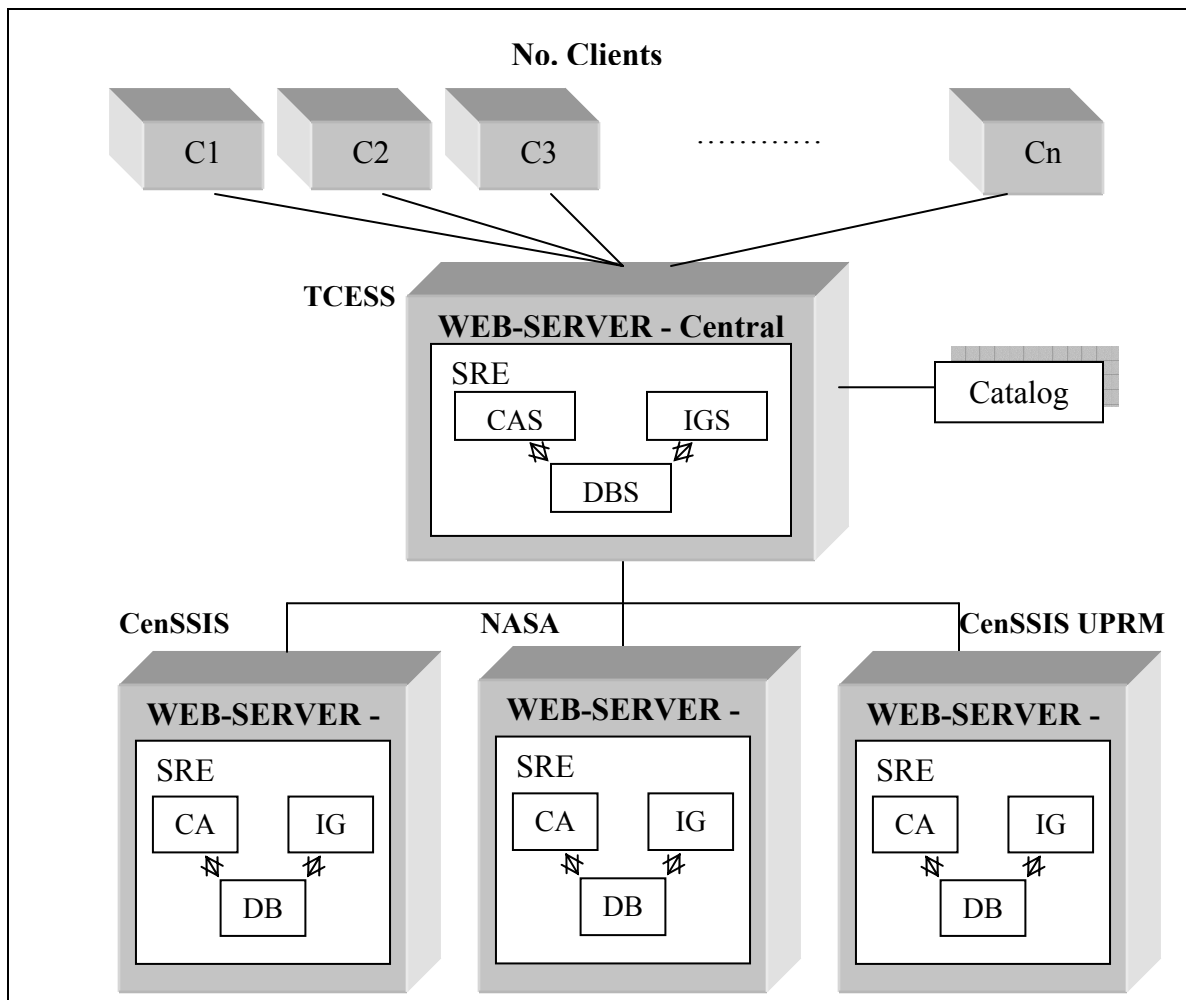 No. Clients
C1
C2
C3
............
Cn
TCESS
WEB-SERVER - Central
SRE
CAS
IGS
DBS
Catalog
CenSSIS
NASA
CenSSIS UPRM
WEB-SERVER -
SRE
CA
IG
DB
WEB-SERVER -
SRE
CA
IG
DB
WEB-SERVER -
SRE
CA
IG
DB